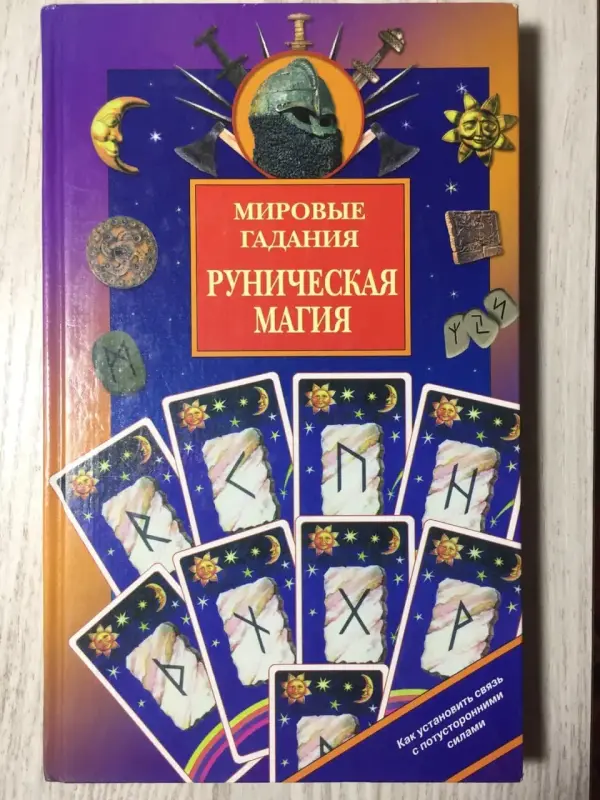 МИРОВЫЕ
ГАДАНИЯ
РУНИЧЕСКАЯ
МАГИЯ
Как установить связь
с потусторонними
силами